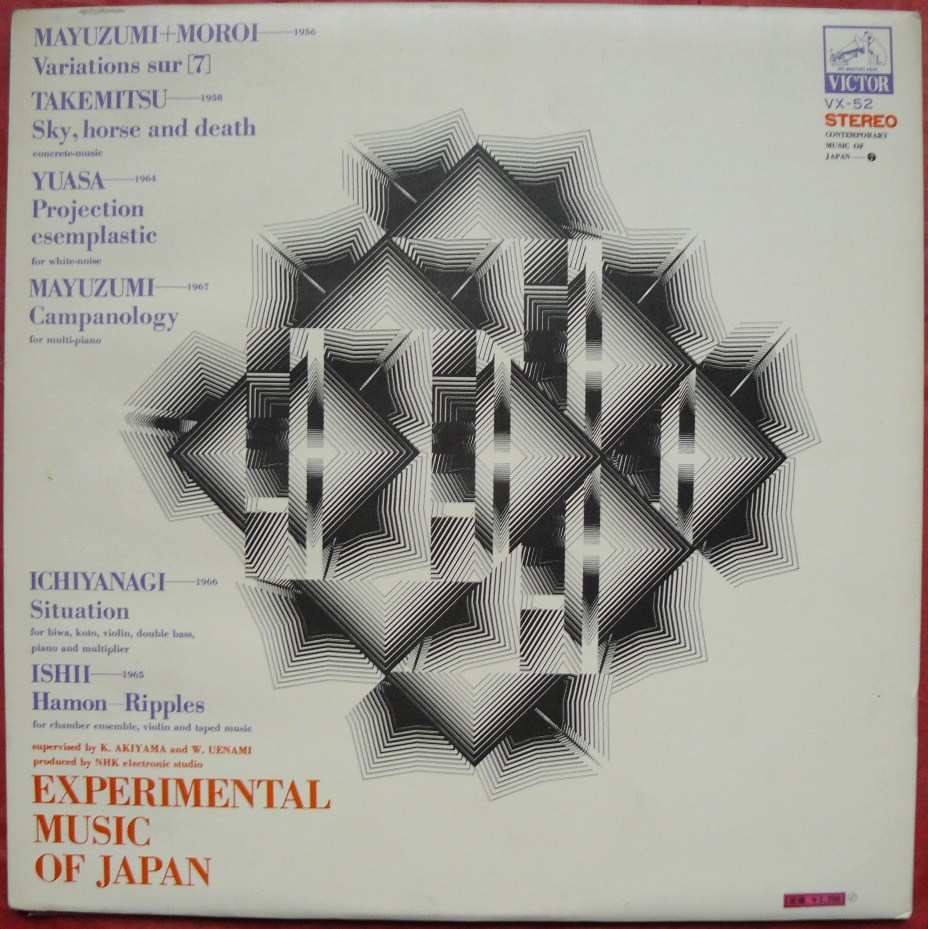 MAYUZUMI+MOROI—1956
Variations sur [7]
TAKEMITSU—1958
Sky, horse and death
concrete-music
YUASA—1964
Projection
esemplastic
for white-noise
MAYUZUMI—1967
Campanology
for multi-piano
ICHIYANAGI—1966
Situation
for biwa, koto, violin, double bass,
piano and multiplier
ISHII—1965
Hamon—Ripples
for chamber ensemble, violin and taped music
supervised by K. AKIYAMA and W. UENAMI
produced by NHK electronic studio
EXPERIMENTAL
MUSIC
OF JAPAN
VICTOR
VX-52
STEREO
CONTEMPORARY
MUSIC OF
JAPAN—